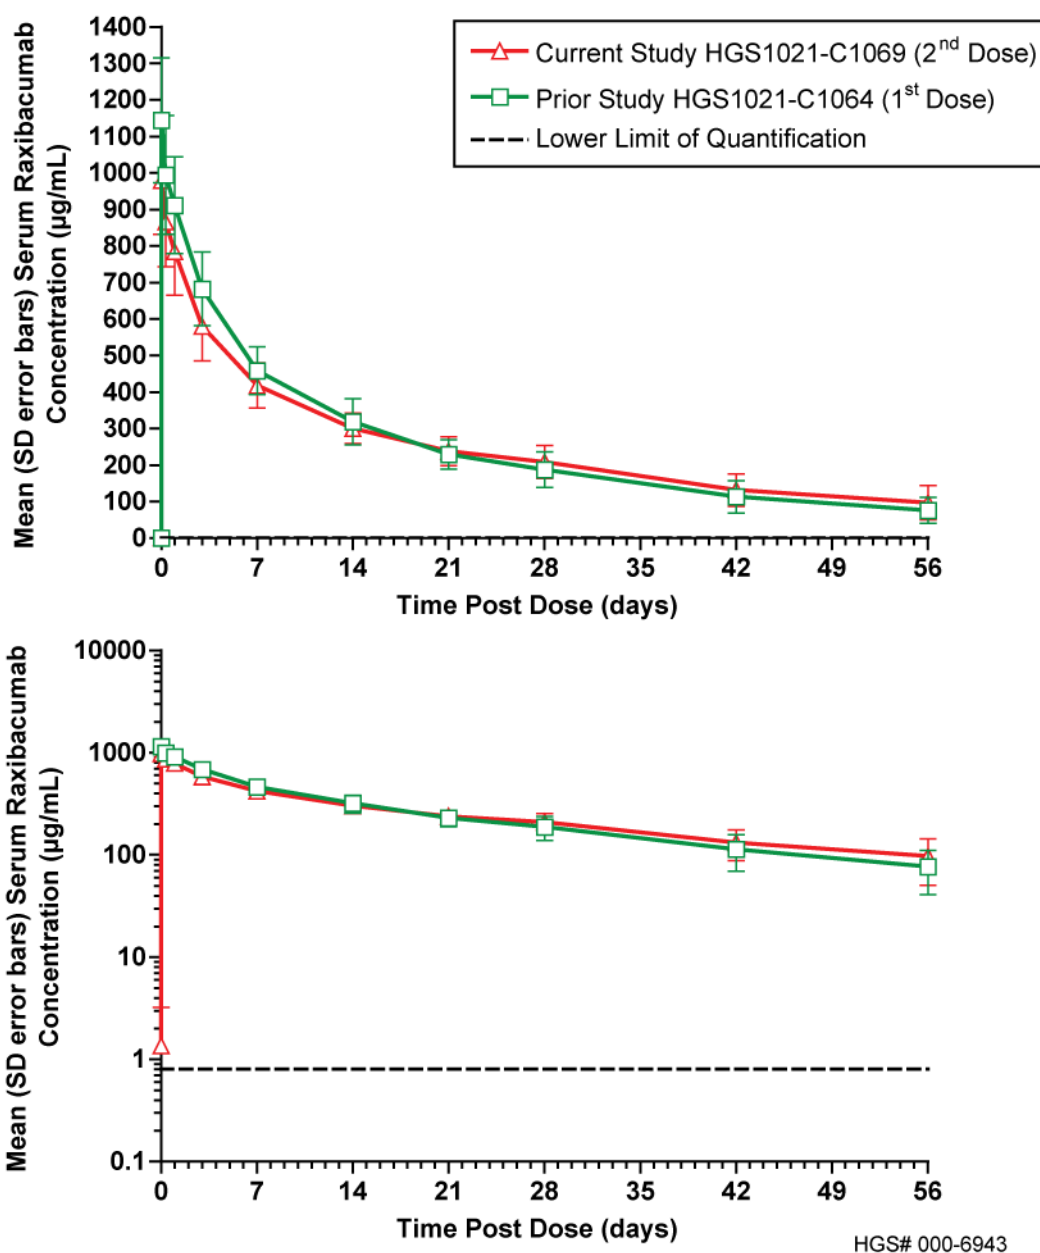 Mean (SD error bars) Serum Raxibacumab
Concentration (µg/mL)
1400
1300
1200
1100
1000
900
800
700
600
500
400
300
200
100
0
Current Study HGS1021-C1069 (2nd Dose)
Prior Study HGS1021-C1064 (1st Dose)
Lower Limit of Quantification
0 7 14 21 28 35 42 49 56
Time Post Dose (days)
Mean (SD error bars) Serum Raxibacumab
Concentration (µg/mL)
10000
1000
100
10
1
0.1
0 7 14 21 28 35 42 49 56
Time Post Dose (days)
HGS# 000-6943